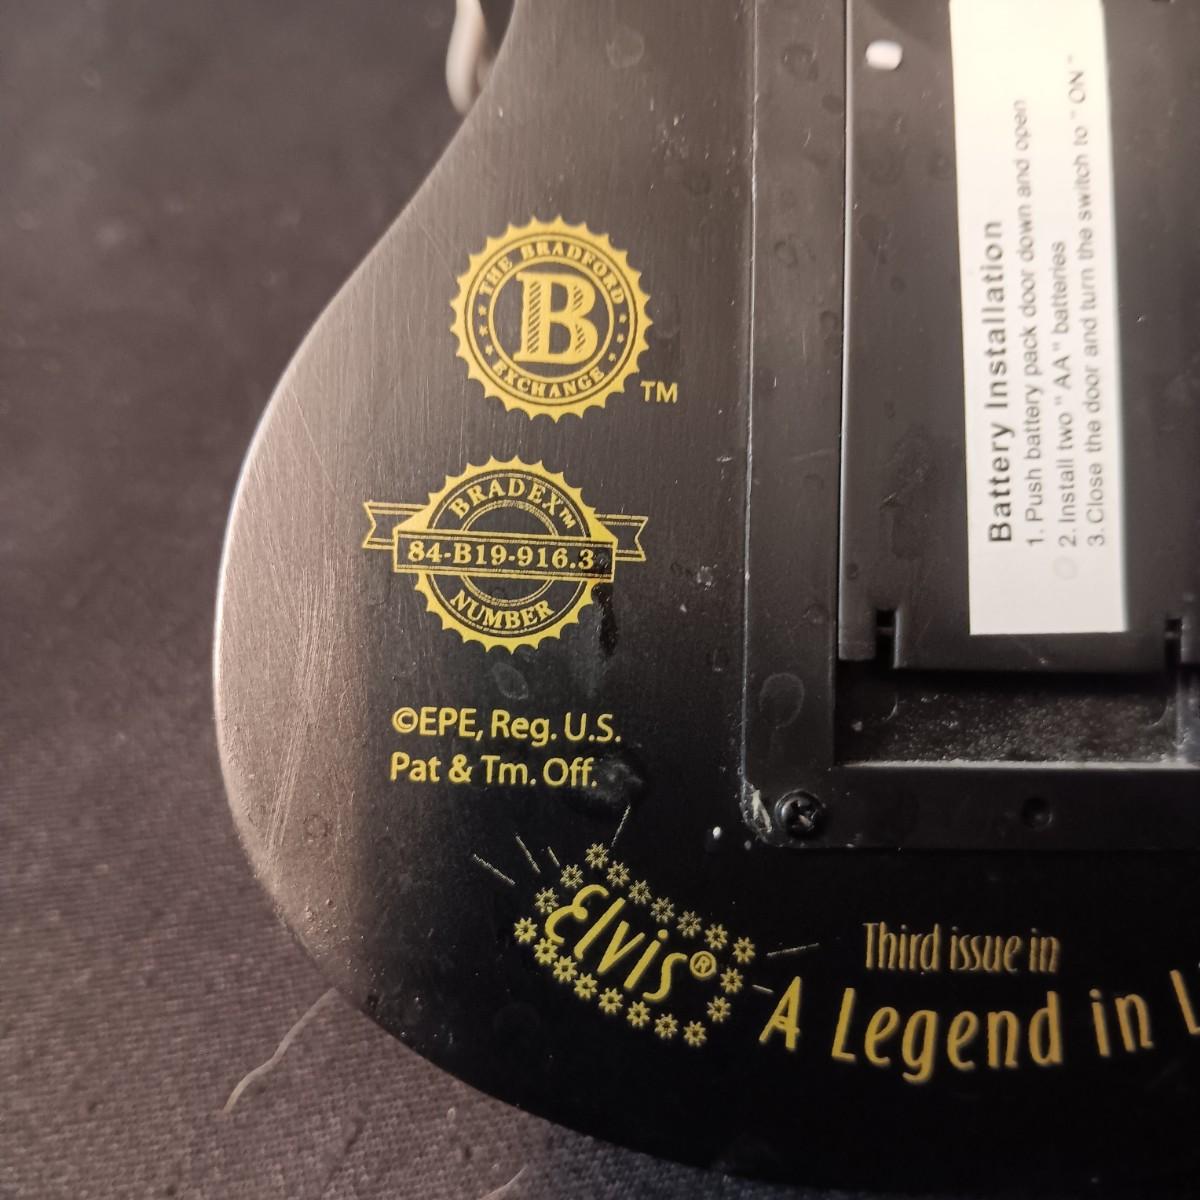 THE BRADFORD
B
EXCHANGE
TM
BRADEX™
84-B19-916.3
NUMBER
©EPE, Reg. U.S.
Pat & Tm. Off.
Elvis®
Third issue in
A Legend in
Battery Installation
1. Push battery pack door down and open
2. Install two "AA" batteries
3. Close the door and turn the switch to "ON"